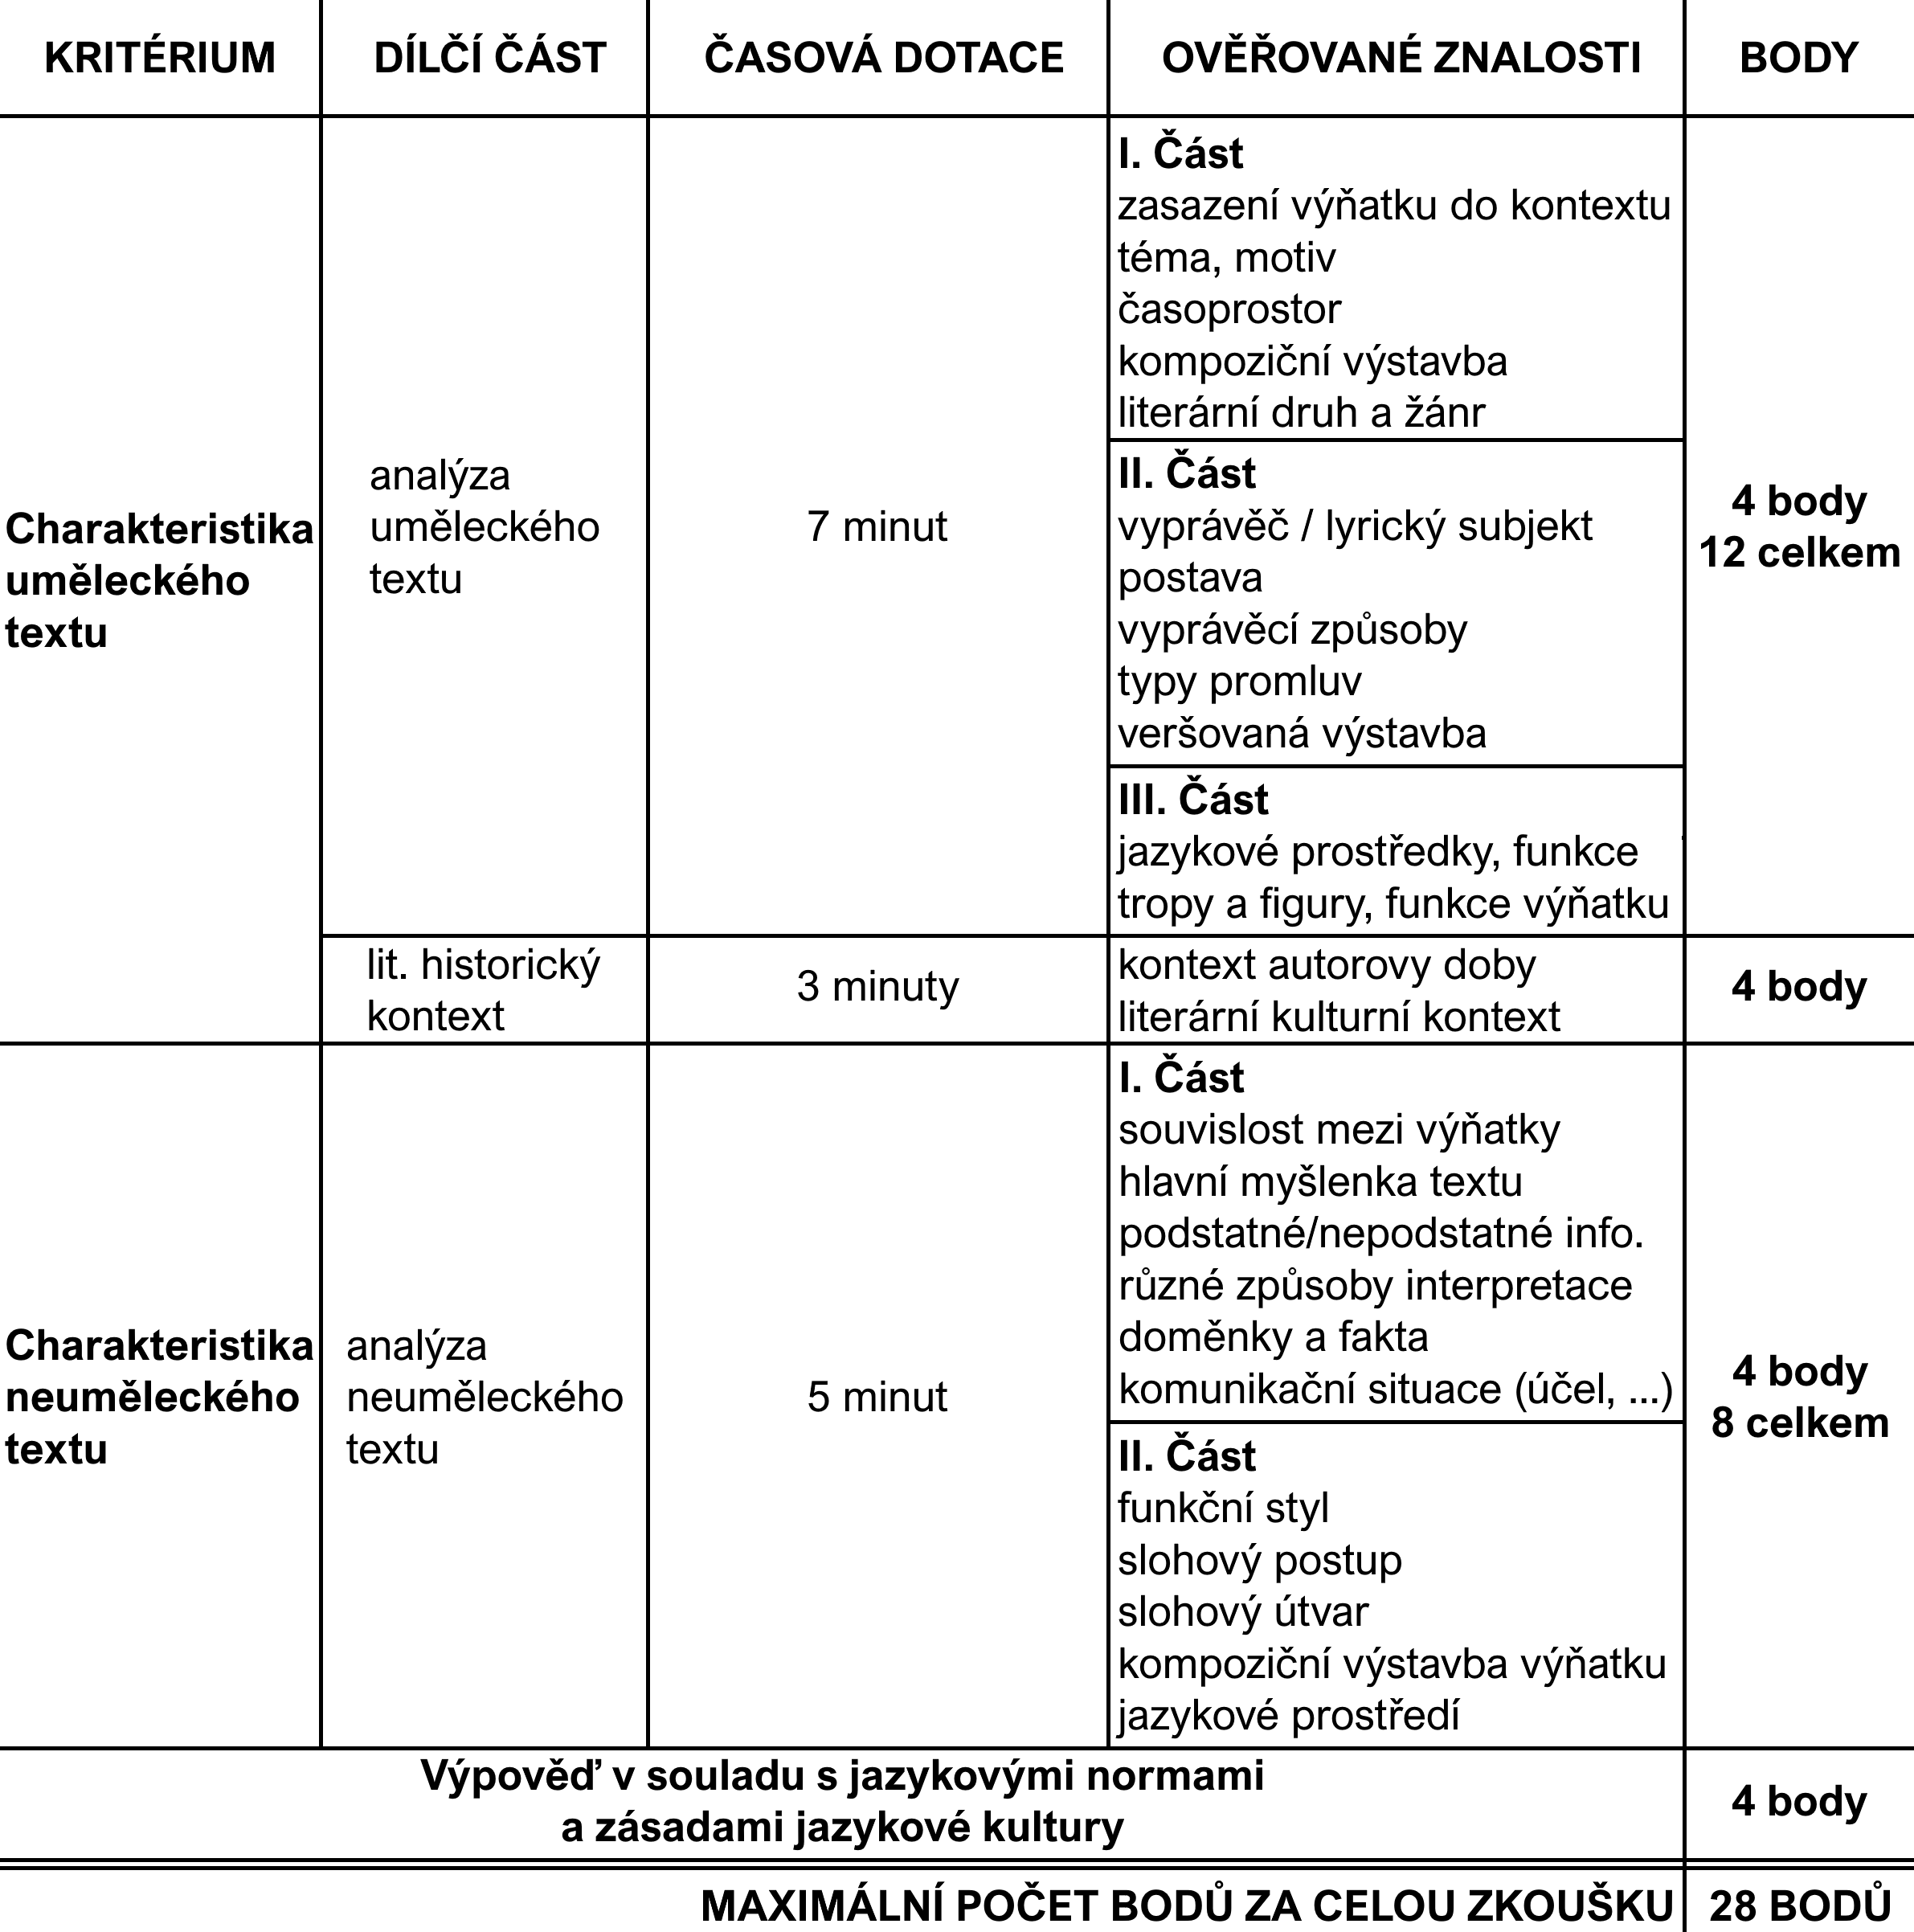 KRITÉRIUM DÍLČÍ ČÁST ČASOVÁ DOTACE OVĚŘOVANÉ ZNALOSTI BODY
Charakteristika
uměleckého
textu
analýza
uměleckého
textu
7 minut
I. Část
zasazení výňatku do kontextu
téma, motiv
časoprostor
kompoziční výstavba
literární druh a žánr
II. Část
vyprávěč / lyrický subjekt
postava
vyprávěcí způsoby
typy promluv
veršovaná výstavba
III. Část
jazykové prostředky, funkce
tropy a figury, funkce výňatku
4 body
12 celkem
lit. historický
kontext
3 minuty
kontext autorovy doby
literární kulturní kontext
4 body
Charakteristika
neuměleckého
textu
analýza
neuměleckého
textu
5 minut
I. Část
souvislost mezi výňatky
hlavní myšlenka textu
podstatné/nepodstatné info.
různé způsoby interpretace
doměnky a fakta
komunikační situace (účel, ...)
II. Část
funkční styl
slohový postup
slohový útvar
kompoziční výstavba výňatku
jazykové prostředí
4 body
8 celkem
Výpověď v souladu s jazykovými normami
a zásadami jazykové kultury
4 body
MAXIMÁLNÍ POČET BODŮ ZA CELOU ZKOUŠKU 28 BODŮ